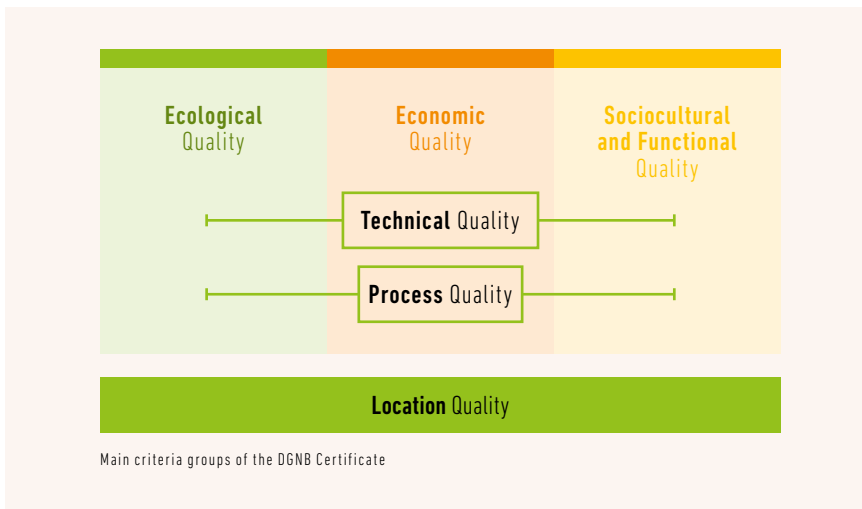 Ecological
Quality
Economic
Quality
Sociocultural
and Functional
Quality
Technical Quality
Process Quality
Location Quality
Main criteria groups of the DGNB Certificate